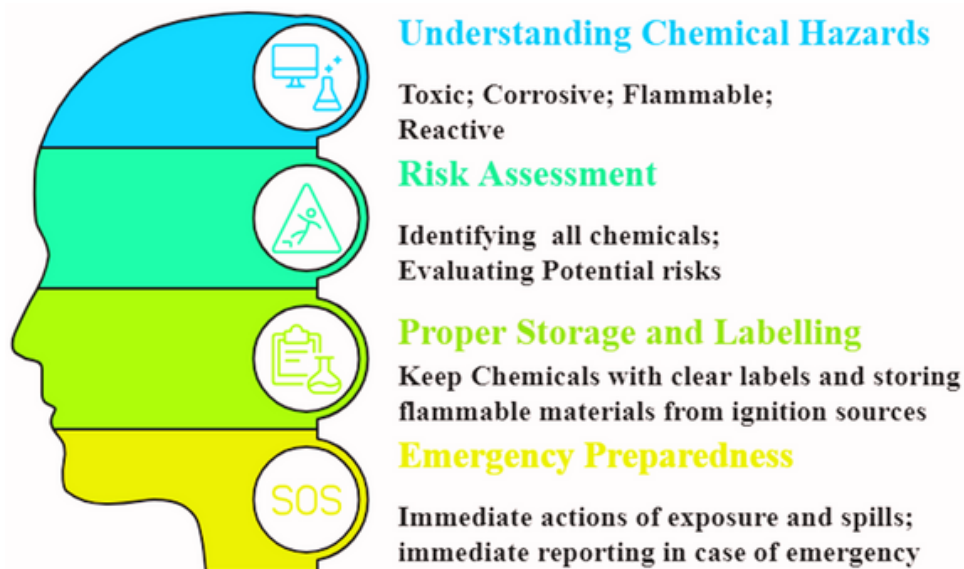 Understanding Chemical Hazards
Toxic; Corrosive; Flammable;
Reactive
Risk Assessment
Identifying all chemicals;
Evaluating Potential risks
Proper Storage and Labelling
Keep Chemicals with clear labels and storing
flammable materials from ignition sources
Emergency Preparedness
SOS
Immediate actions of exposure and spills;
immediate reporting in case of emergency